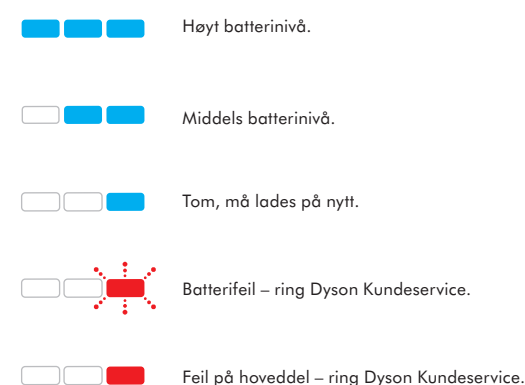 Høyt batterinivå.
Middels batterinivå.
Tom, må lades på nytt.
Batterifeil – ring Dyson Kundeservice.
Feil på hoveddel – ring Dyson Kundeservice.